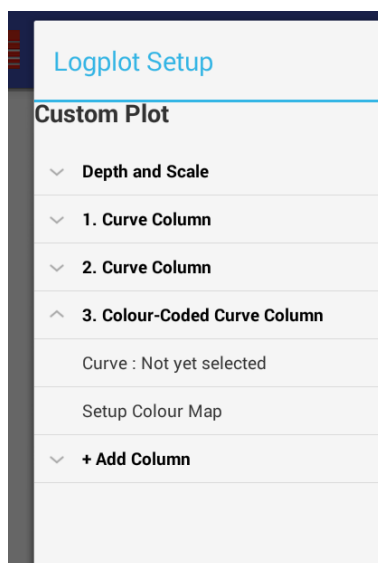 Logplot Setup
Custom Plot
Depth and Scale
1. Curve Column
2. Curve Column
3. Colour-Coded Curve Column
Curve : Not yet selected
Setup Colour Map
+ Add Column